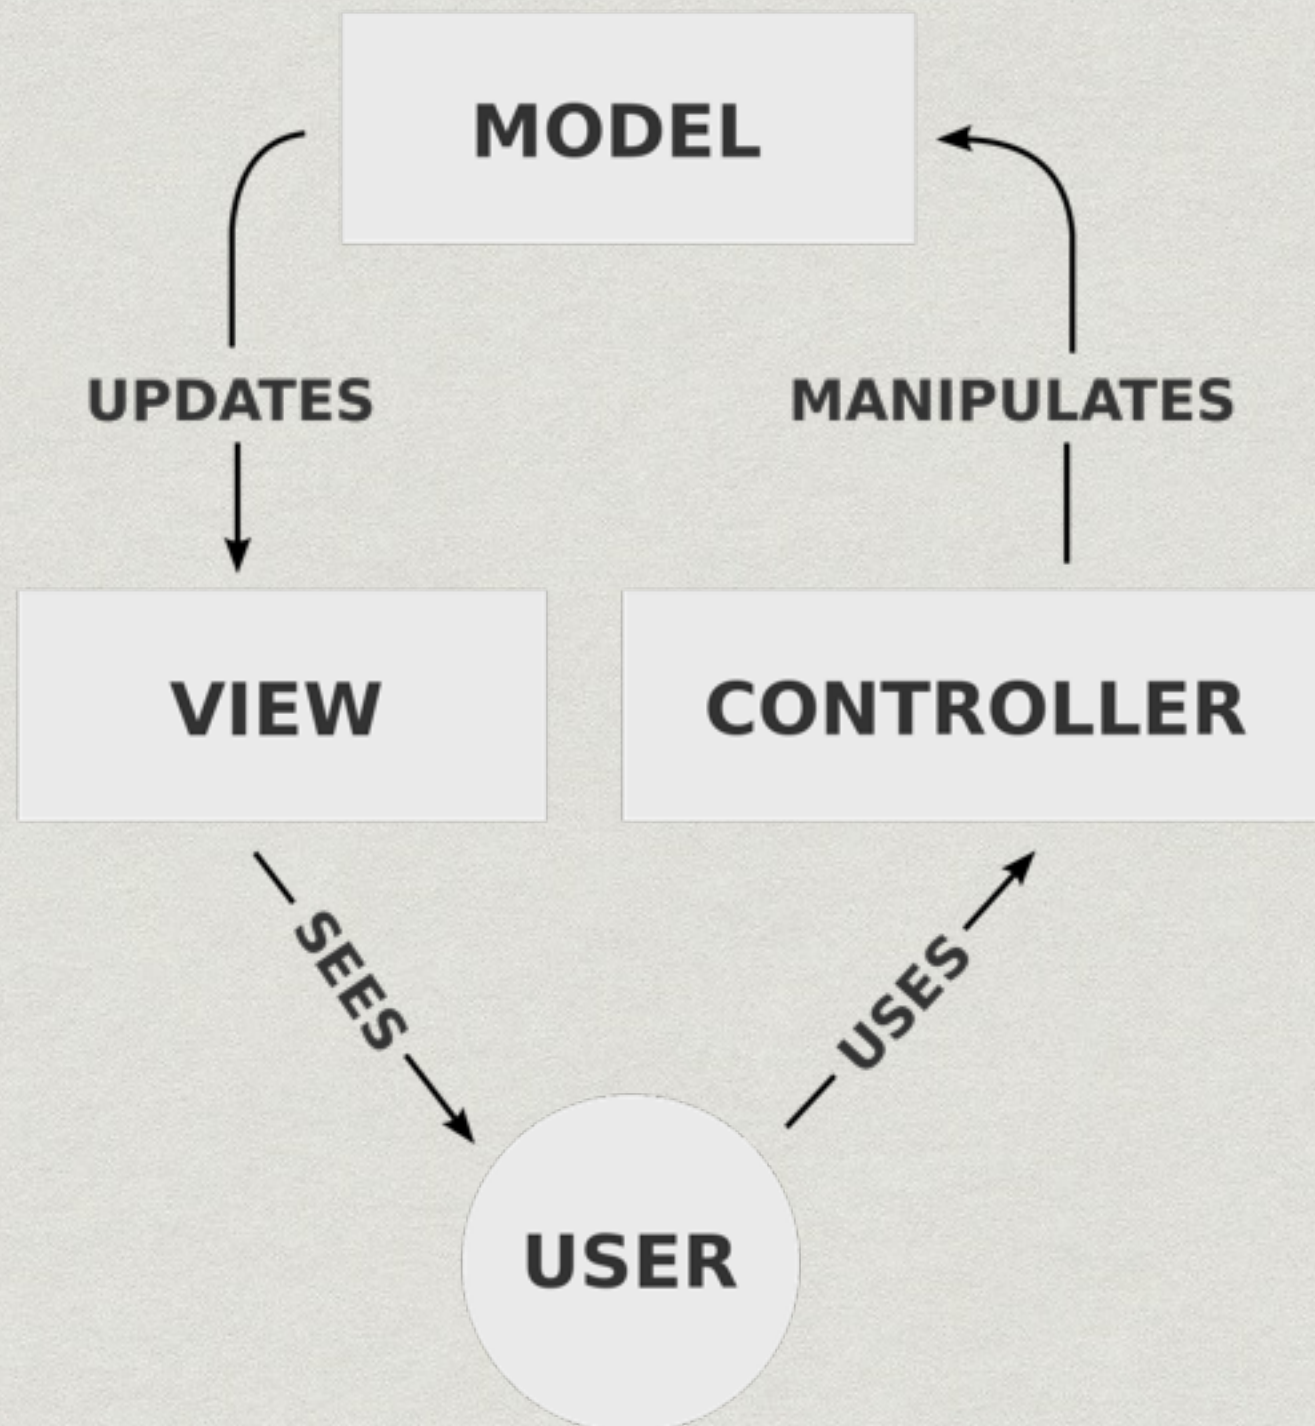 MODEL
UPDATES
MANIPULATES
VIEW
CONTROLLER
SEES
USES
USER